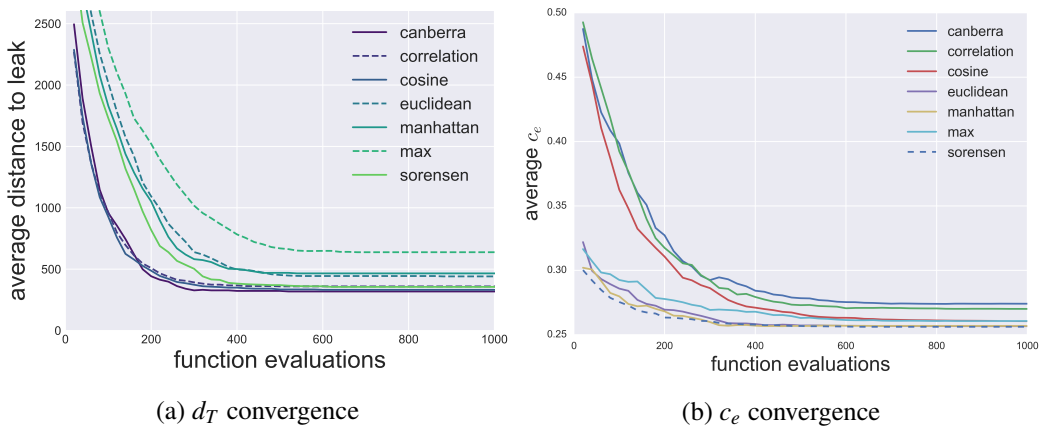 average distance to leak
2500
2000
1500
1000
500
0
0 200 400 600 800 1000
function evaluations
canberra
correlation
cosine
euclidean
manhattan
max
sorensen
(a) d_T convergence
average c_e
0.50
0.45
0.40
0.35
0.30
0.25
0 200 400 600 800 1000
function evaluations
canberra
correlation
cosine
euclidean
manhattan
max
sorensen
(b) c_e convergence